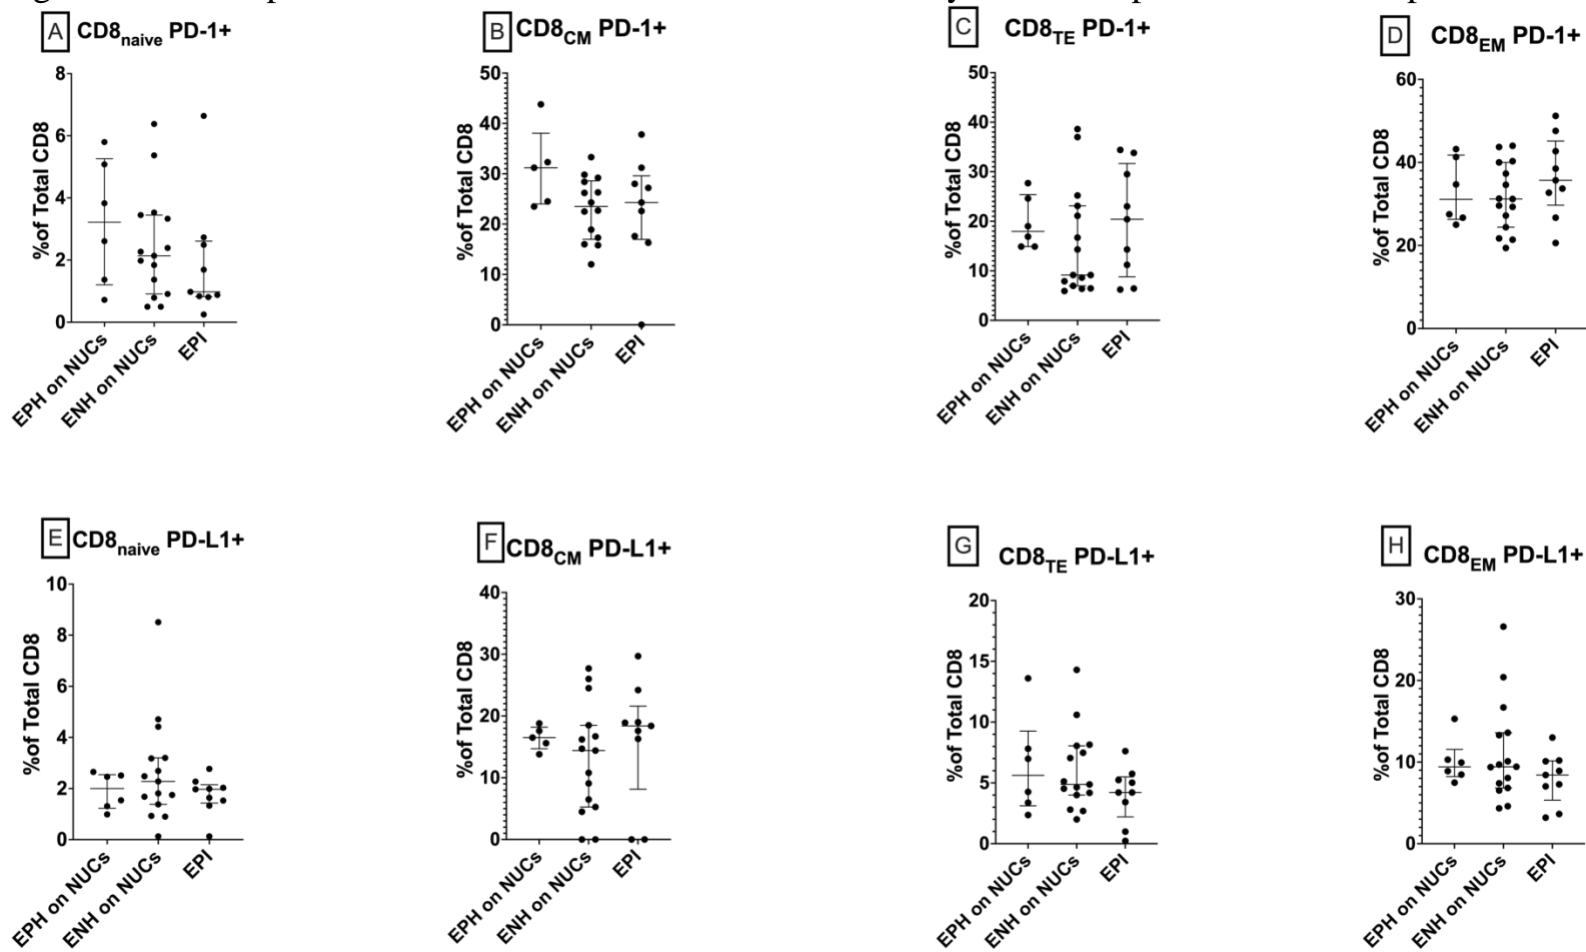 A CD8naive PD-1+
%of Total CD8
8
6
4
2
0
EPH on NUCs
ENH on NUCs
EPI
B CD8CM PD-1+
%of Total CD8
50
40
30
20
10
0
EPH on NUCs
ENH on NUCs
EPI
C CD8TE PD-1+
%of Total CD8
50
40
30
20
10
0
EPH on NUCs
ENH on NUCs
EPI
D CD8EM PD-1+
%of Total CD8
60
40
20
0
EPH on NUCs
ENH on NUCs
EPI
E CD8naive PD-L1+
%of Total CD8
10
8
6
4
2
0
EPH on NUCs
ENH on NUCs
EPI
F CD8CM PD-L1+
%of Total CD8
40
30
20
10
0
EPH on NUCs
ENH on NUCs
EPI
G CD8TE PD-L1+
%of Total CD8
20
15
10
5
0
EPH on NUCs
ENH on NUCs
EPI
H CD8EM PD-L1+
%of Total CD8
30
20
10
0
EPH on NUCs
ENH on NUCs
EPI